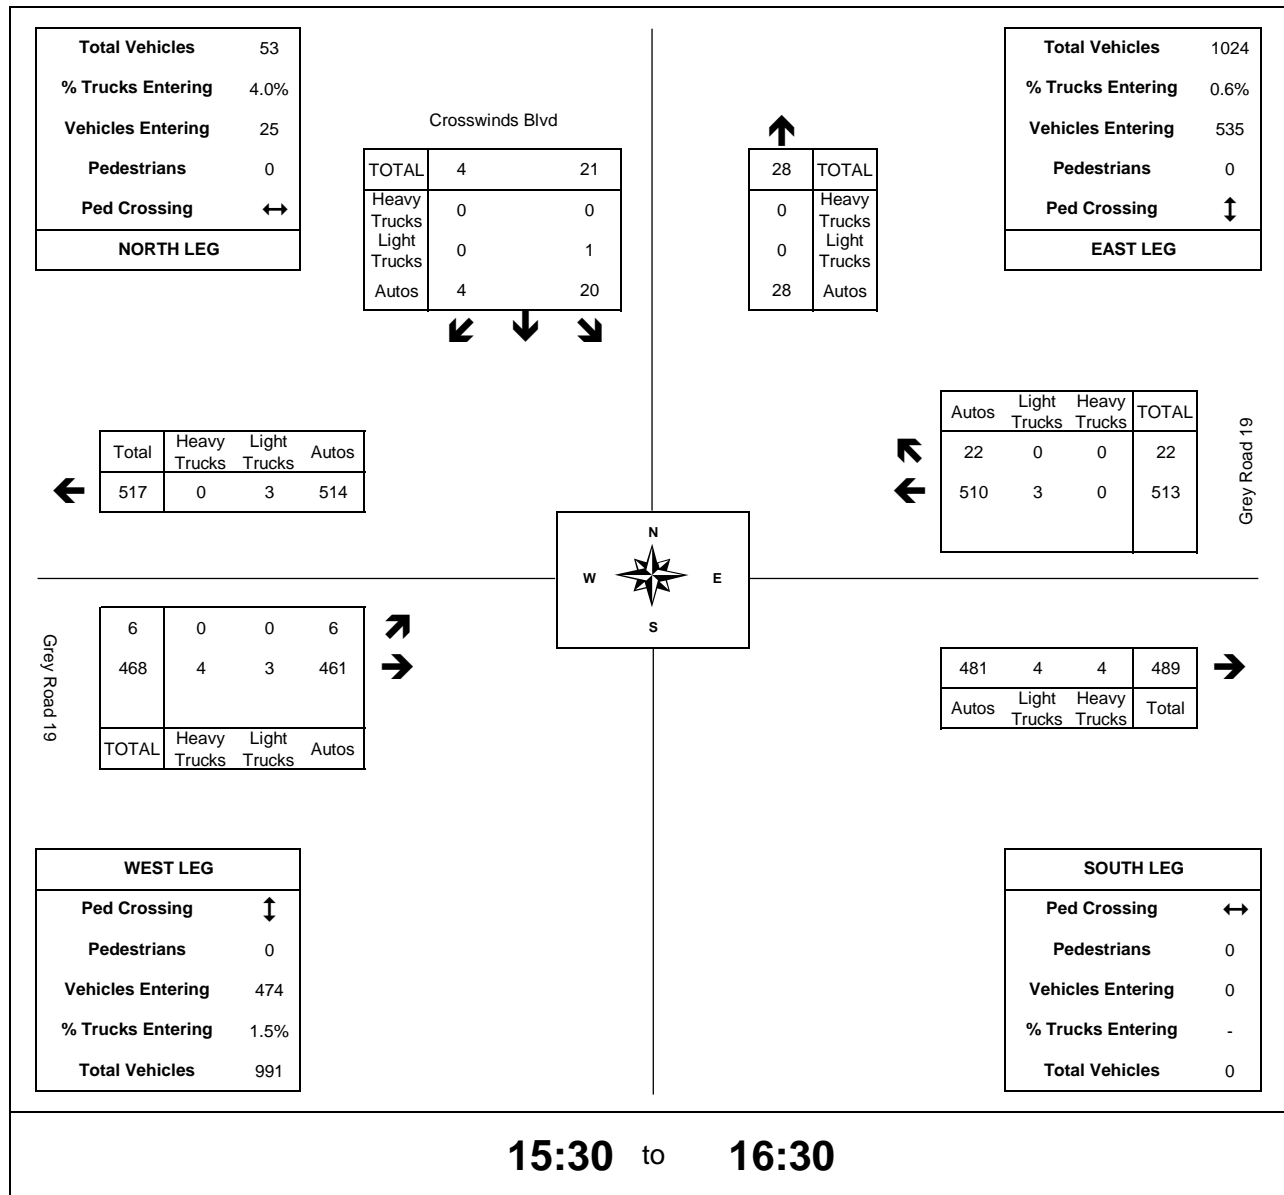 Total Vehicles 53
% Trucks Entering 4.0%
Vehicles Entering 25
Pedestrians 0
Ped Crossing ↔
NORTH LEG
Crosswinds Blvd
TOTAL 4 21
Heavy Trucks 0 0
Light Trucks 0 1
Autos 4 20
28 TOTAL
0 Heavy Trucks
0 Light Trucks
28 Autos
Total Vehicles 1024
% Trucks Entering 0.6%
Vehicles Entering 535
Pedestrians 0
Ped Crossing ↕
EAST LEG
Total Heavy Trucks Light Trucks Autos
517 0 3 514
Autos Light Trucks Heavy Trucks TOTAL
22 0 0 22
510 3 0 513
Grey Road 19
N
W E
S
Grey Road 19
6 0 0 6
468 4 3 461
TOTAL Heavy Trucks Light Trucks Autos
481 4 4 489
Autos Light Trucks Heavy Trucks Total
WEST LEG
Ped Crossing ↕
Pedestrians 0
Vehicles Entering 474
% Trucks Entering 1.5%
Total Vehicles 991
SOUTH LEG
Ped Crossing ↔
Pedestrians 0
Vehicles Entering 0
% Trucks Entering -
Total Vehicles 0
15:30 to 16:30